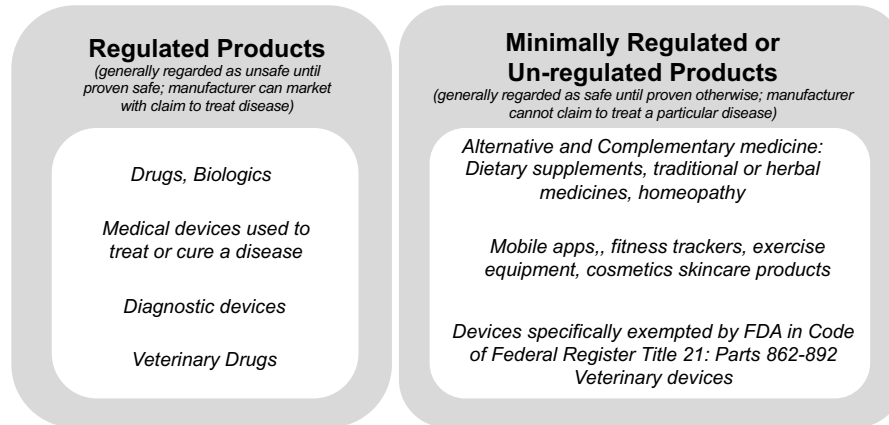 Regulated Products
(generally regarded as unsafe until
proven safe; manufacturer can market
with claim to treat disease)
Drugs, Biologics
Medical devices used to
treat or cure a disease
Diagnostic devices
Veterinary Drugs
Minimally Regulated or
Un-regulated Products
(generally regarded as safe until proven otherwise; manufacturer
cannot claim to treat a particular disease)
Alternative and Complementary medicine:
Dietary supplements, traditional or herbal
medicines, homeopathy
Mobile apps,, fitness trackers, exercise
equipment, cosmetics skincare products
Devices specifically exempted by FDA in Code
of Federal Register Title 21: Parts 862-892
Veterinary devices